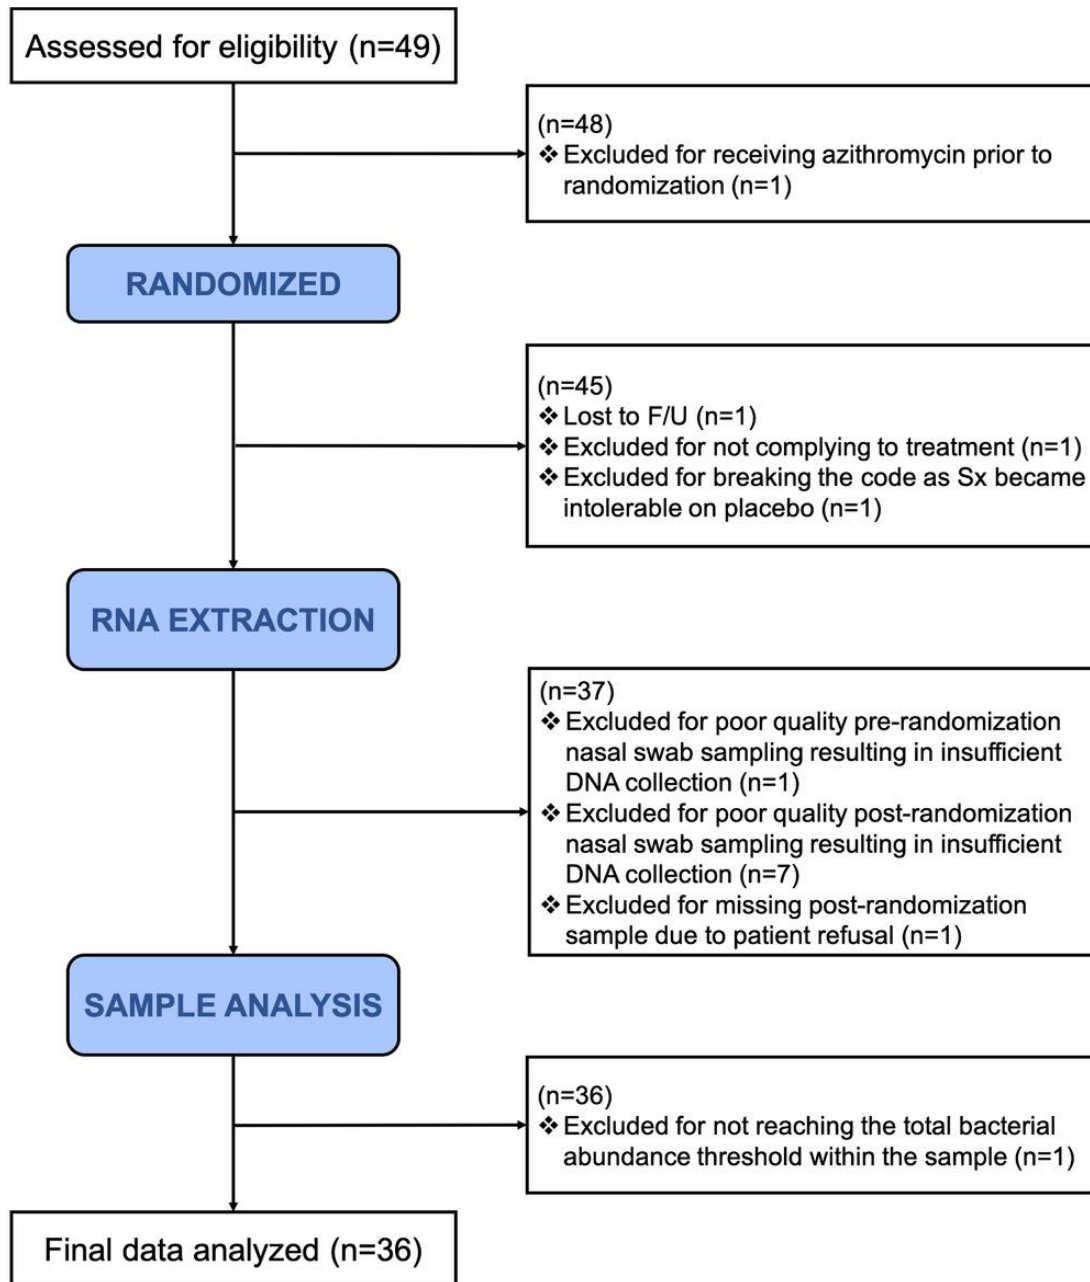 Assessed for eligibility (n=49)
(n=48)
❖ Excluded for receiving azithromycin prior to
randomization (n=1)
RANDOMIZED
(n=45)
❖ Lost to F/U (n=1)
❖ Excluded for not complying to treatment (n=1)
❖ Excluded for breaking the code as Sx became
intolerable on placebo (n=1)
RNA EXTRACTION
(n=37)
❖ Excluded for poor quality pre-randomization
nasal swab sampling resulting in insufficient
DNA collection (n=1)
❖ Excluded for poor quality post-randomization
nasal swab sampling resulting in insufficient
DNA collection (n=7)
❖ Excluded for missing post-randomization
sample due to patient refusal (n=1)
SAMPLE ANALYSIS
(n=36)
❖ Excluded for not reaching the total bacterial
abundance threshold within the sample (n=1)
Final data analyzed (n=36)